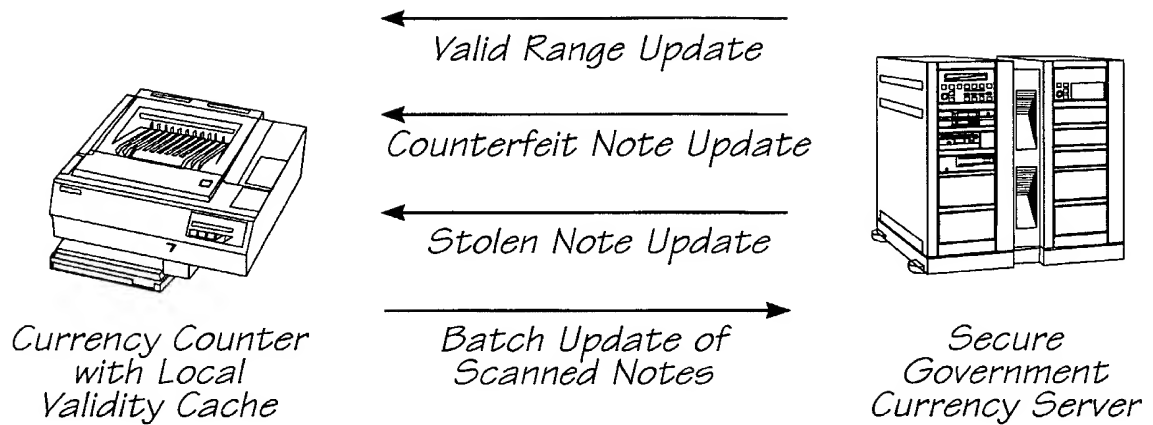 Valid Range Update
Counterfeit Note Update
Stolen Note Update
Batch Update of
Scanned Notes
Currency Counter
with Local
Validity Cache
Secure
Government
Currency Server